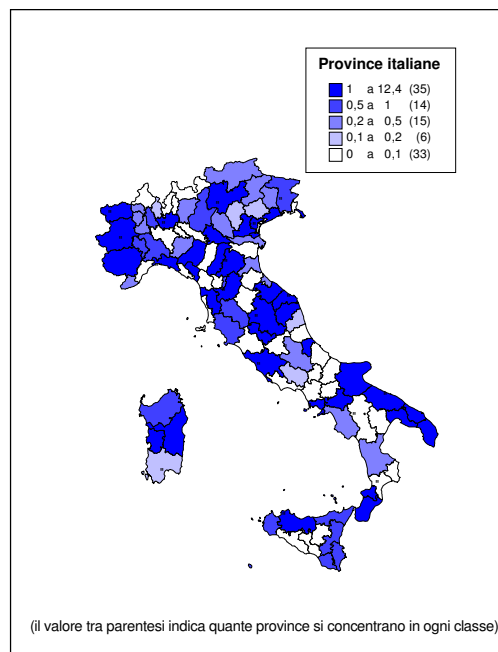 Province italiane
1 a 12,4 (35)
0,5 a 1 (14)
0,2 a 0,5 (15)
0,1 a 0,2 (6)
0 a 0,1 (33)
(il valore tra parentesi indica quante province si concentrano in ogni classe)